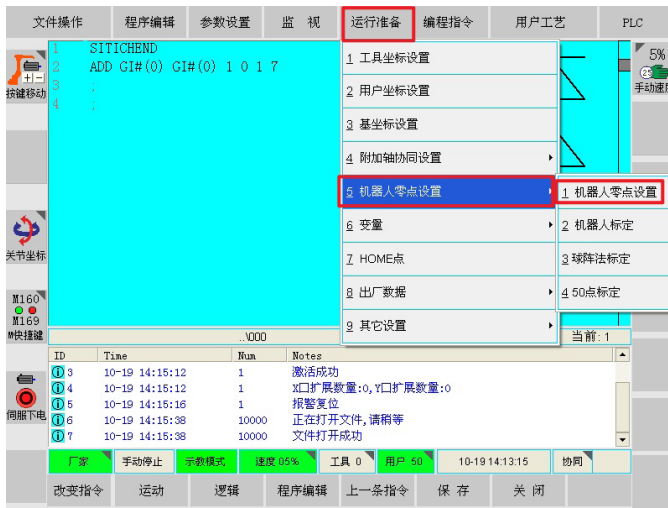 文件操作 程序编辑 参数设置 监 视 运行准备 编程指令 用户工艺 PLC
1 SITICHEND
2 ADD GI#(0) GI#(0) 1 0 1 7
3 ;
4 ;
按键移动
关节坐标
M160
M169
M快捷键
伺服下电
5%
手动速度
1 工具坐标设置
2 用户坐标设置
3 基坐标设置
4 附加轴协同设置
5 机器人零点设置
6 变量
7 HOME点
8 出厂数据
9 其它设置
1 机器人零点设置
2 机器人标定
3 球阵法标定
4 50点标定
..\000 当前: 1
ID Time Num Notes
3 10-19 14:15:12 1 激活成功
4 10-19 14:15:12 1 X口扩展数量:0,Y口扩展数量:0
5 10-19 14:15:16 1 报警复位
6 10-19 14:15:38 10000 正在打开文件,请稍等
7 10-19 14:15:38 10000 文件打开成功
厂家 手动停止 示教模式 速度 05% 工具 0 用户 50 10-19 14:13:15 协同
改变指令 运动 逻辑 程序编辑 上一条指令 保 存 关 闭